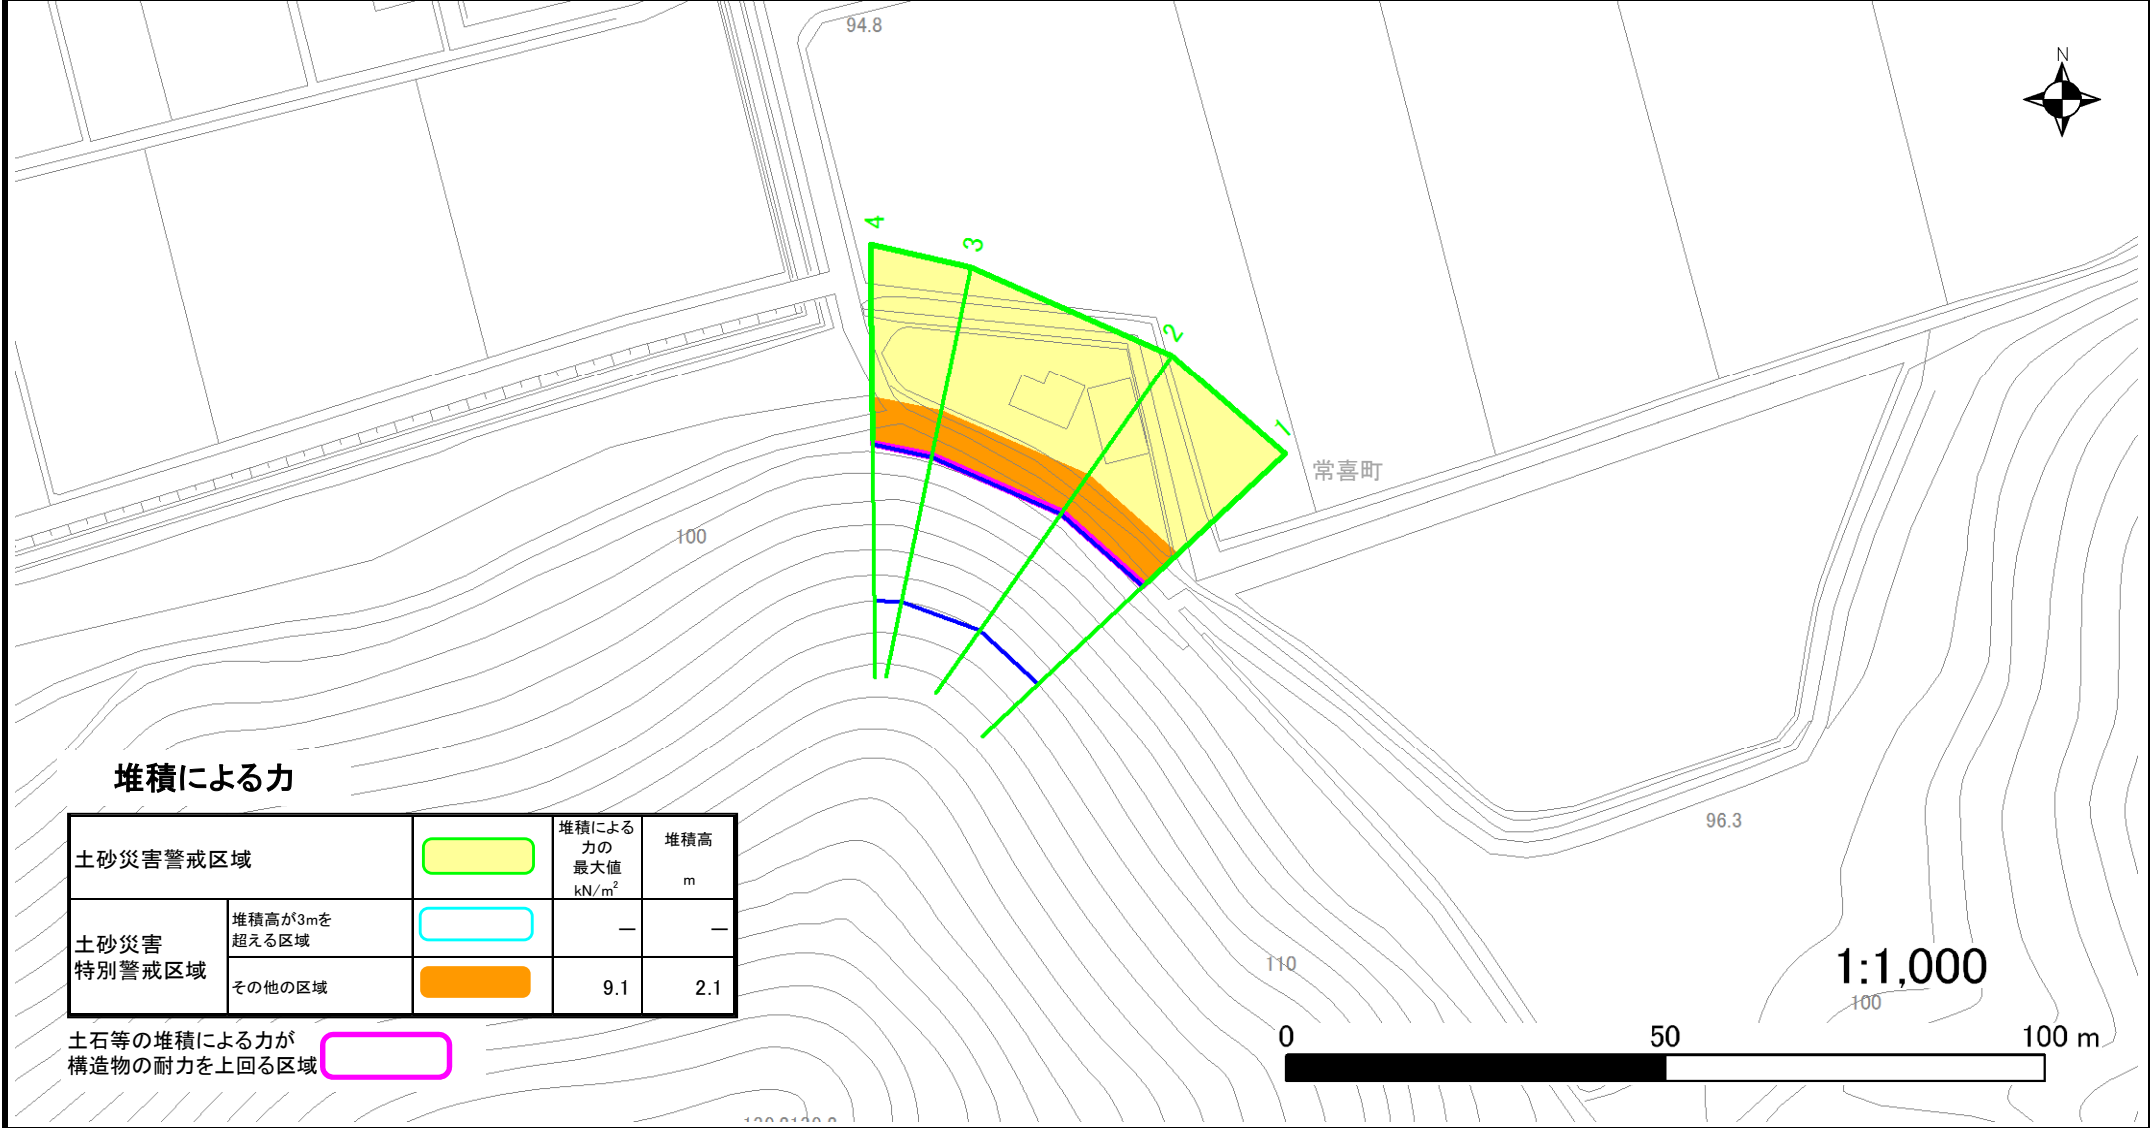 94.8
N
4
3
2
1
常喜町
100
堆積による力
土砂災害警戒区域
堆積による
力の
最大値
kN/m²
堆積高
m
土砂災害
特別警戒区域
堆積高が3mを
超える区域
―
―
その他の区域
9.1
2.1
土石等の堆積による力が
構造物の耐力を上回る区域
96.3
110
1:1,000
100
0 50 100 m